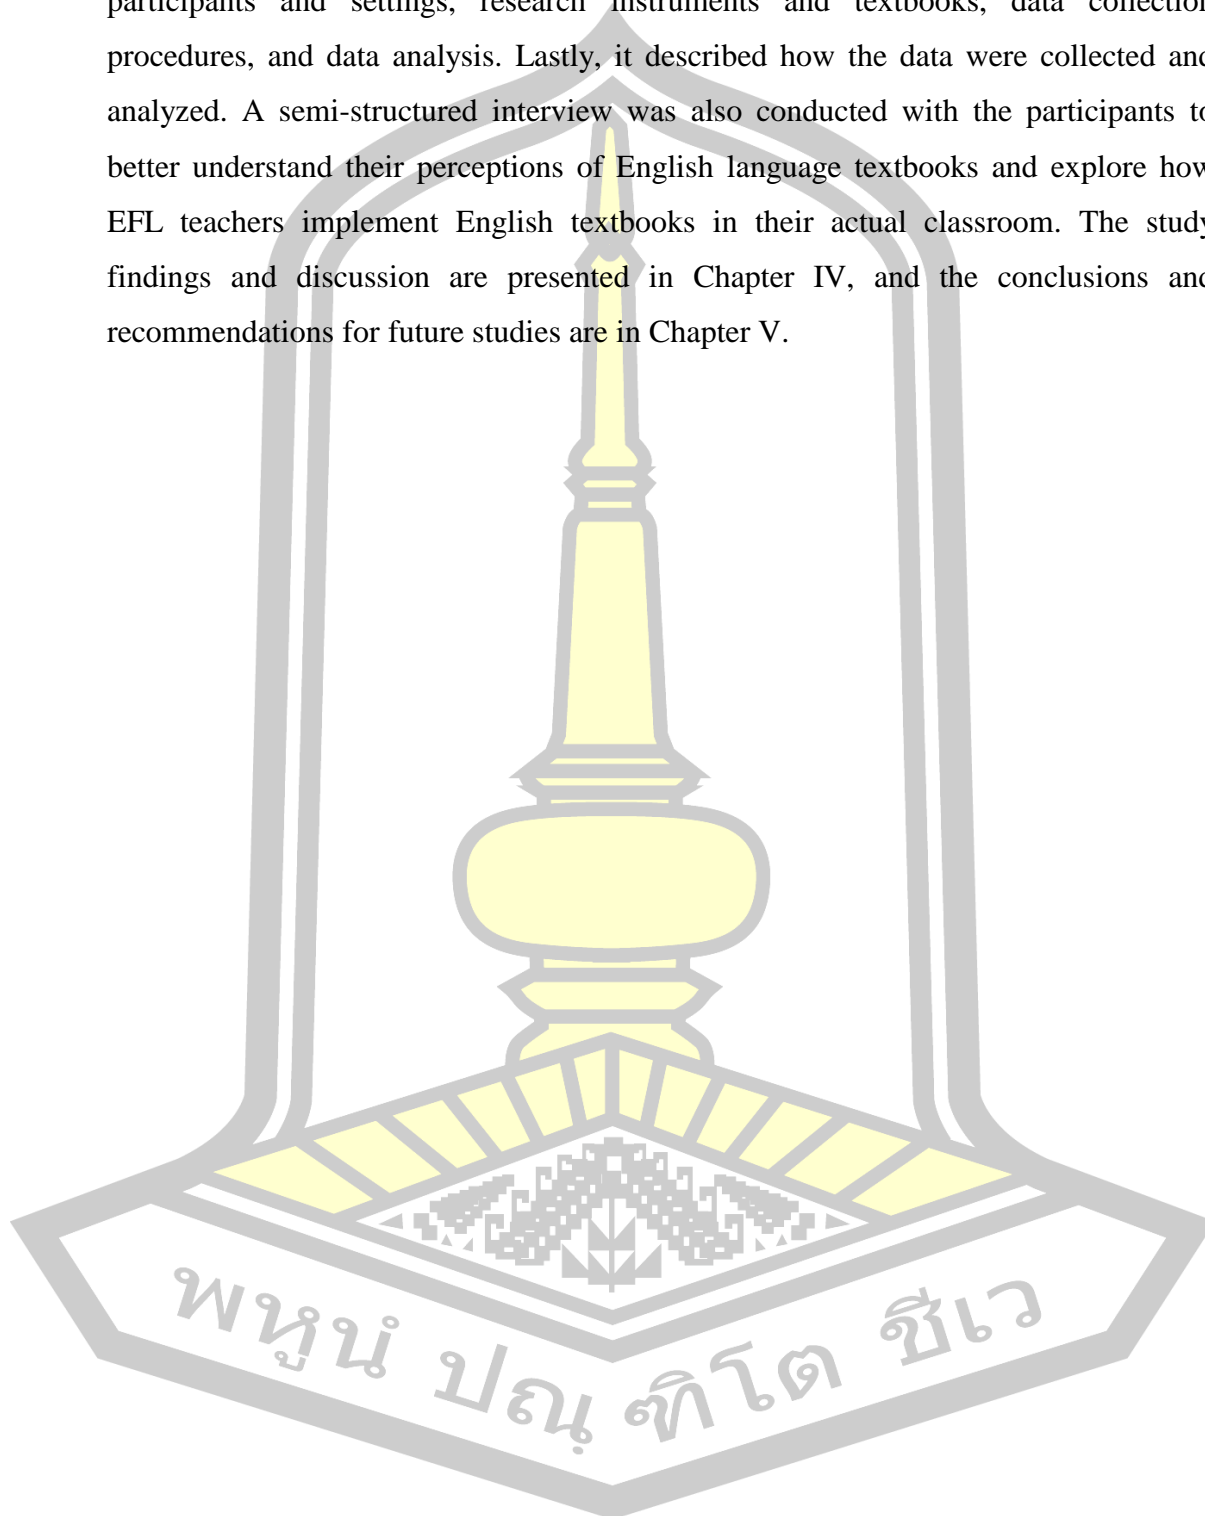 participants and settings, research instruments and textbooks, data collection
procedures, and data analysis. Lastly, it described how the data were collected and
analyzed. A semi-structured interview was also conducted with the participants to
better understand their perceptions of English language textbooks and explore how
EFL teachers implement English textbooks in their actual classroom. The study
findings and discussion are presented in Chapter IV, and the conclusions and
recommendations for future studies are in Chapter V.
พหูนํ ปณฺฑิโต ชีเว